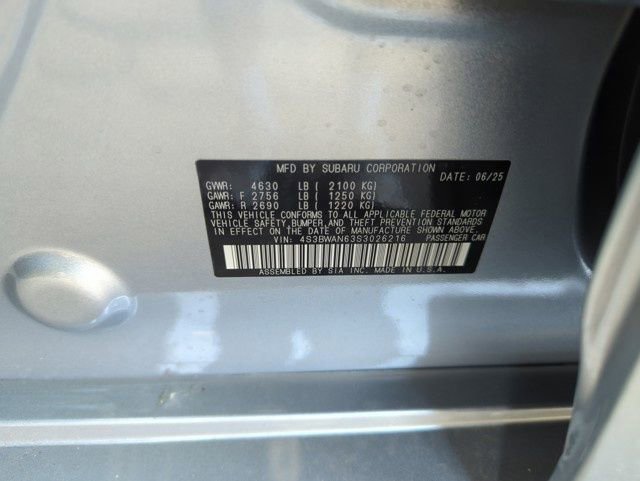 MFD BY SUBARU CORPORATION DATE: 06/25
GWWR: 4630 LB ( 2100 KG)
GAWR: F 2756 LB ( 1250 KG)
GAWR: R 2690 LB ( 1220 KG)
THIS VEHICLE CONFORMS TO ALL APPLICABLE FEDERAL MOTOR
VEHICLE SAFETY,BUMPER,AND THEFT PREVENTION STANDARDS
IN EFFECT ON THE DATE OF MANUFACTURE SHOWN ABOVE.
VIN: 4S3BWAN63S3026216 PASSENGER CAR
ASSEMBLED BY SIA INC. MADE IN U.S.A.